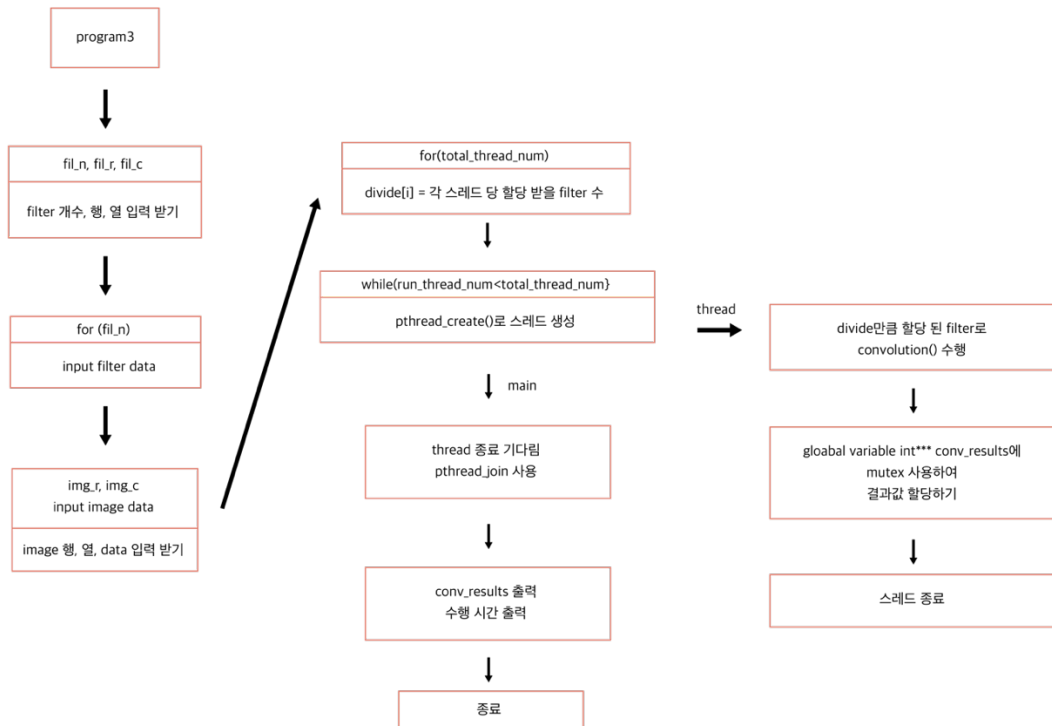 program3
fil_n, fil_r, fil_c
filter 개수, 행, 열 입력 받기
for (fil_n)
input filter data
img_r, img_c
input image data
image 행, 열, data 입력 받기
for(total_thread_num)
divide[i] = 각 스레드 당 할당 받을 filter 수
while(run_thread_num<total_thread_num}
pthread_create()로 스레드 생성
main
thread 종료 기다림
pthread_join 사용
conv_results 출력
수행 시간 출력
종료
thread
divide만큼 할당 된 filter로
convolution() 수행
gloabal variable int*** conv_results에
mutex 사용하여
결과값 할당하기
스레드 종료